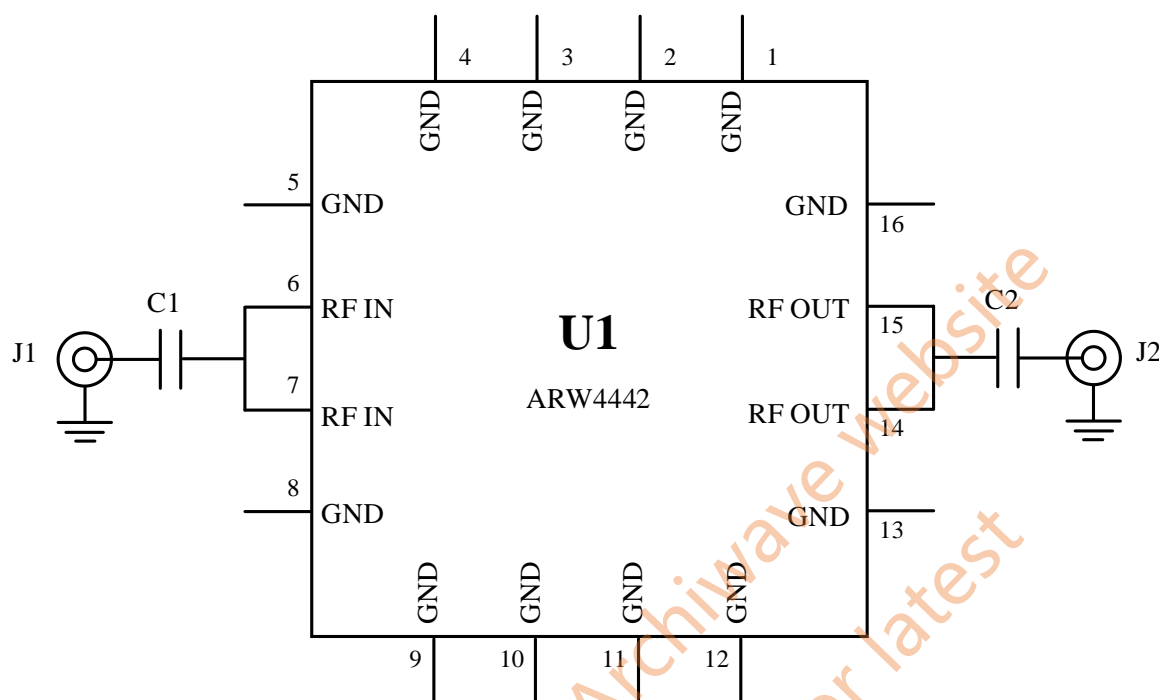 4 3 2 1
GND GND GND GND
5 GND
GND 16
6 RF IN
RF OUT 15
C1
C2
J1
J2
U1
ARW4442
7 RF IN
RF OUT 14
8 GND
GND 13
GND GND GND GND
9 10 11 12
Archiwave website
or latest